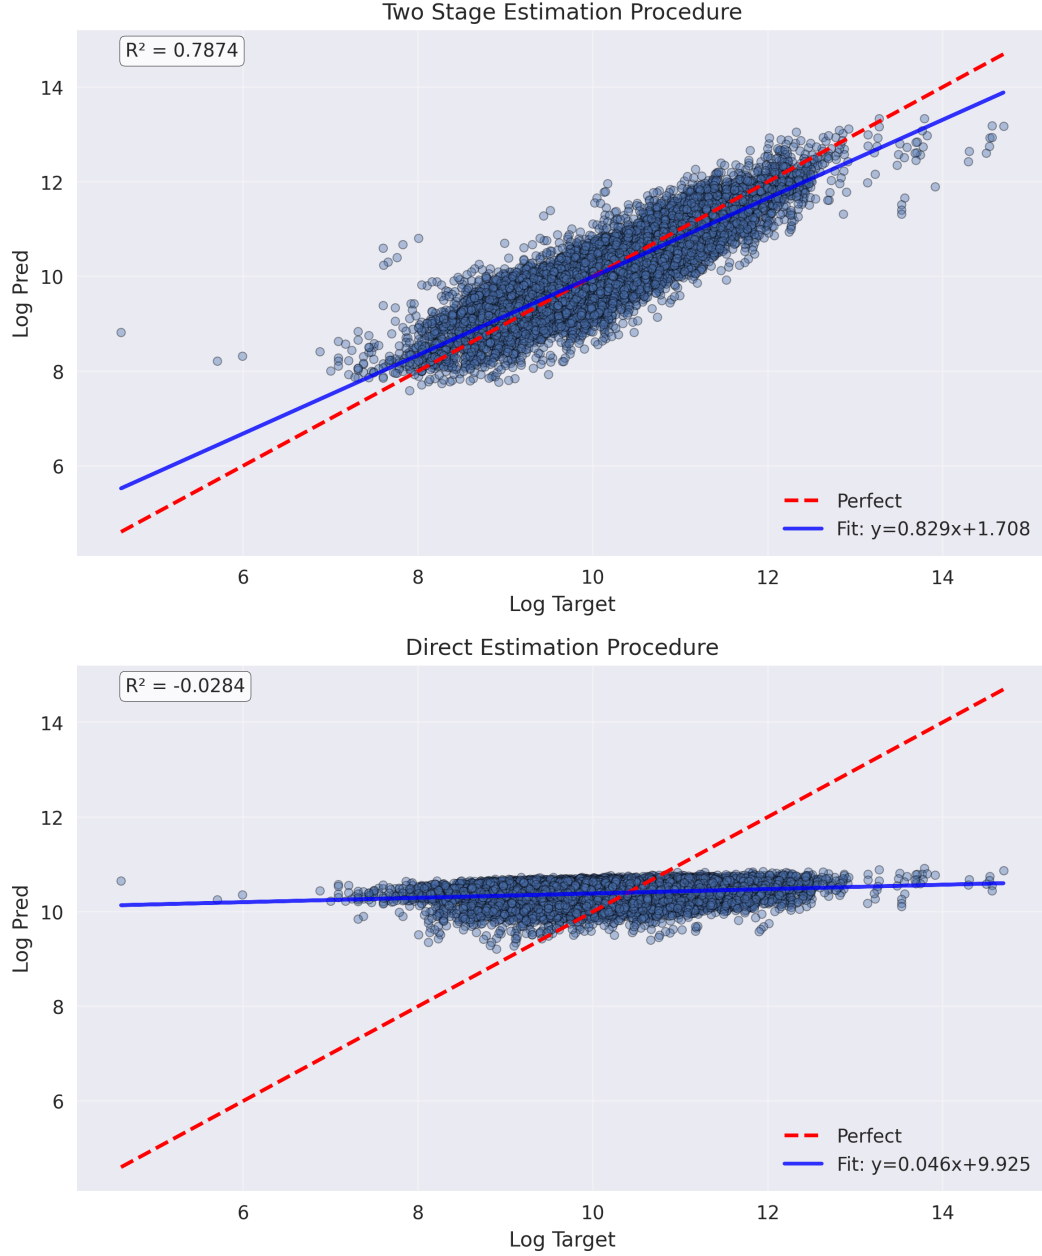 Two Stage Estimation Procedure
R² = 0.7874
14
12
10
8
6
Log Pred
Perfect
Fit: y=0.829x+1.708
6 8 10 12 14
Log Target
Direct Estimation Procedure
R² = -0.0284
14
12
10
8
6
Log Pred
Perfect
Fit: y=0.046x+9.925
6 8 10 12 14
Log Target